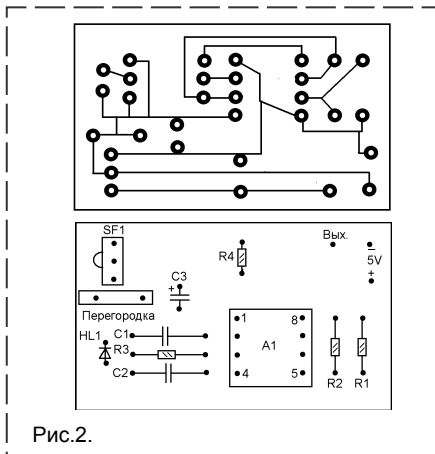 SF1
Вых.
–
5V
+
R4
C3
+
Перегородка
HL1
C1
R3
C2
1
8
A1
4
5
R2
R1
Рис.2.